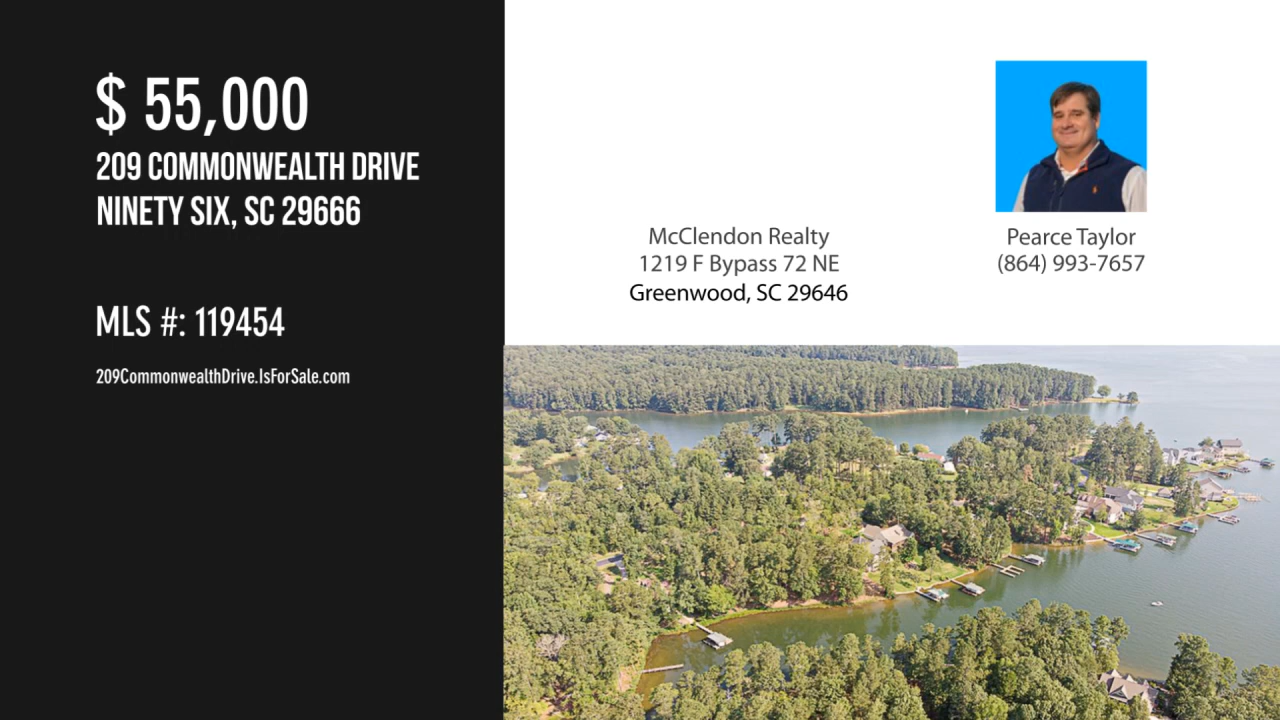 $ 55,000
209 COMMONWEALTH DRIVE
NINETY SIX, SC 29666
MLS #: 119454
209CommonwealthDrive.IsForSale.com
McClendon Realty
1219 F Bypass 72 NE
Greenwood, SC 29646
Pearce Taylor
(864) 993-7657